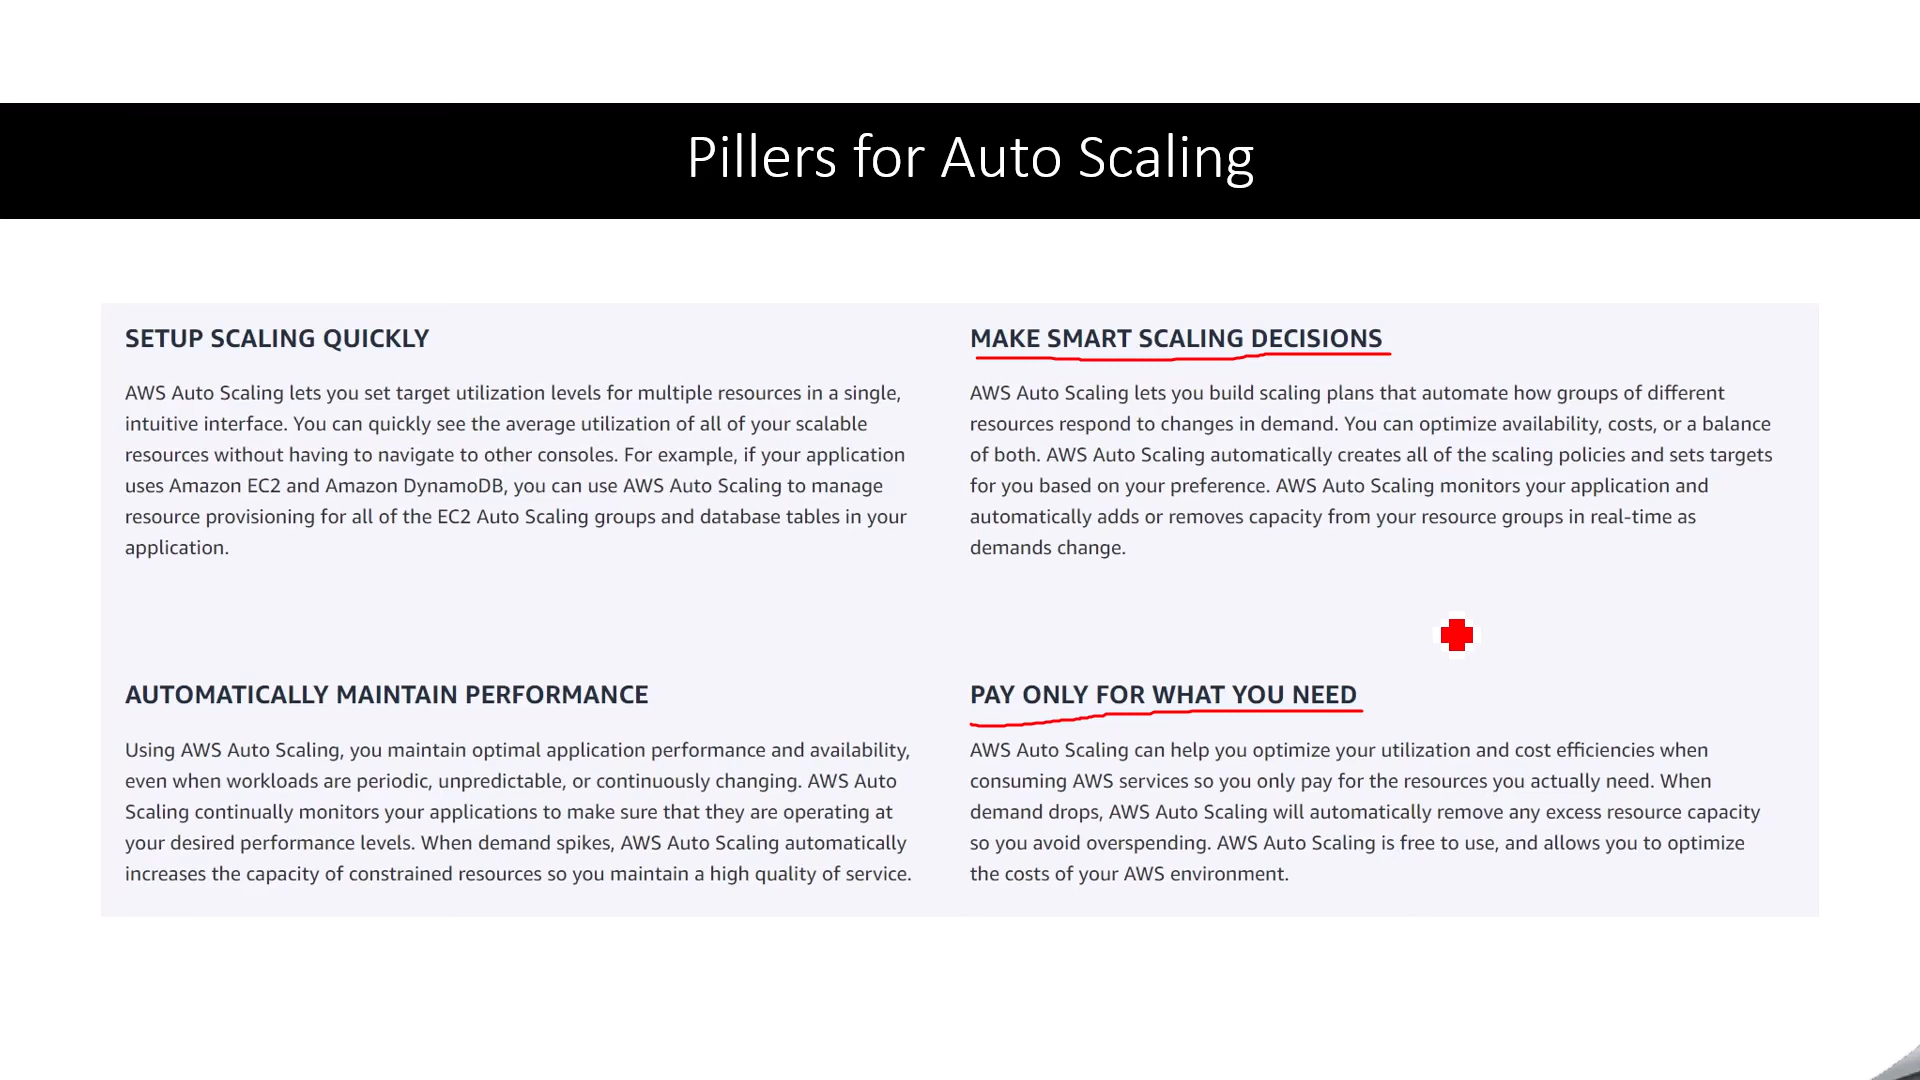 Pillers for Auto Scaling
SETUP SCALING QUICKLY
AWS Auto Scaling lets you set target utilization levels for multiple resources in a single,
intuitive interface. You can quickly see the average utilization of all of your scalable
resources without having to navigate to other consoles. For example, if your application
uses Amazon EC2 and Amazon DynamoDB, you can use AWS Auto Scaling to manage
resource provisioning for all of the EC2 Auto Scaling groups and database tables in your
application.
MAKE SMART SCALING DECISIONS
AWS Auto Scaling lets you build scaling plans that automate how groups of different
resources respond to changes in demand. You can optimize availability, costs, or a balance
of both. AWS Auto Scaling automatically creates all of the scaling policies and sets targets
for you based on your preference. AWS Auto Scaling monitors your application and
automatically adds or removes capacity from your resource groups in real-time as
demands change.
AUTOMATICALLY MAINTAIN PERFORMANCE
Using AWS Auto Scaling, you maintain optimal application performance and availability,
even when workloads are periodic, unpredictable, or continuously changing. AWS Auto
Scaling continually monitors your applications to make sure that they are operating at
your desired performance levels. When demand spikes, AWS Auto Scaling automatically
increases the capacity of constrained resources so you maintain a high quality of service.
PAY ONLY FOR WHAT YOU NEED
AWS Auto Scaling can help you optimize your utilization and cost efficiencies when
consuming AWS services so you only pay for the resources you actually need. When
demand drops, AWS Auto Scaling will automatically remove any excess resource capacity
so you avoid overspending. AWS Auto Scaling is free to use, and allows you to optimize
the costs of your AWS environment.